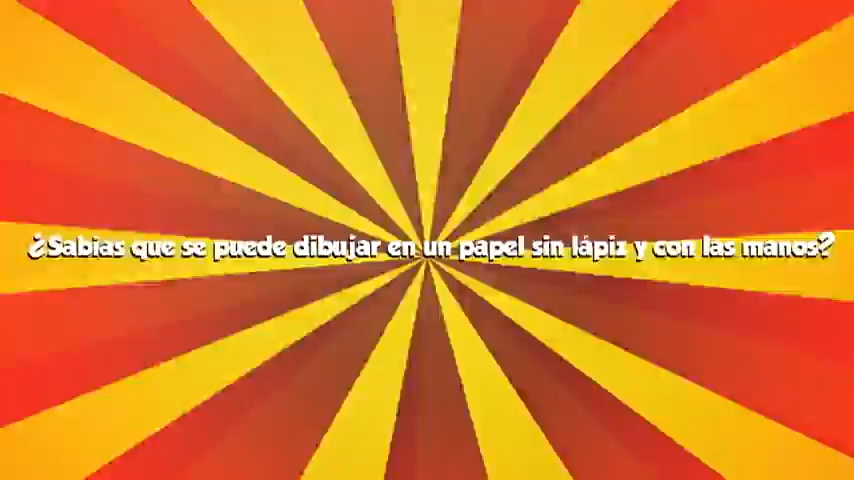 ¿Sabias que se puede dibujar en un papel sin lápiz y con las manos?